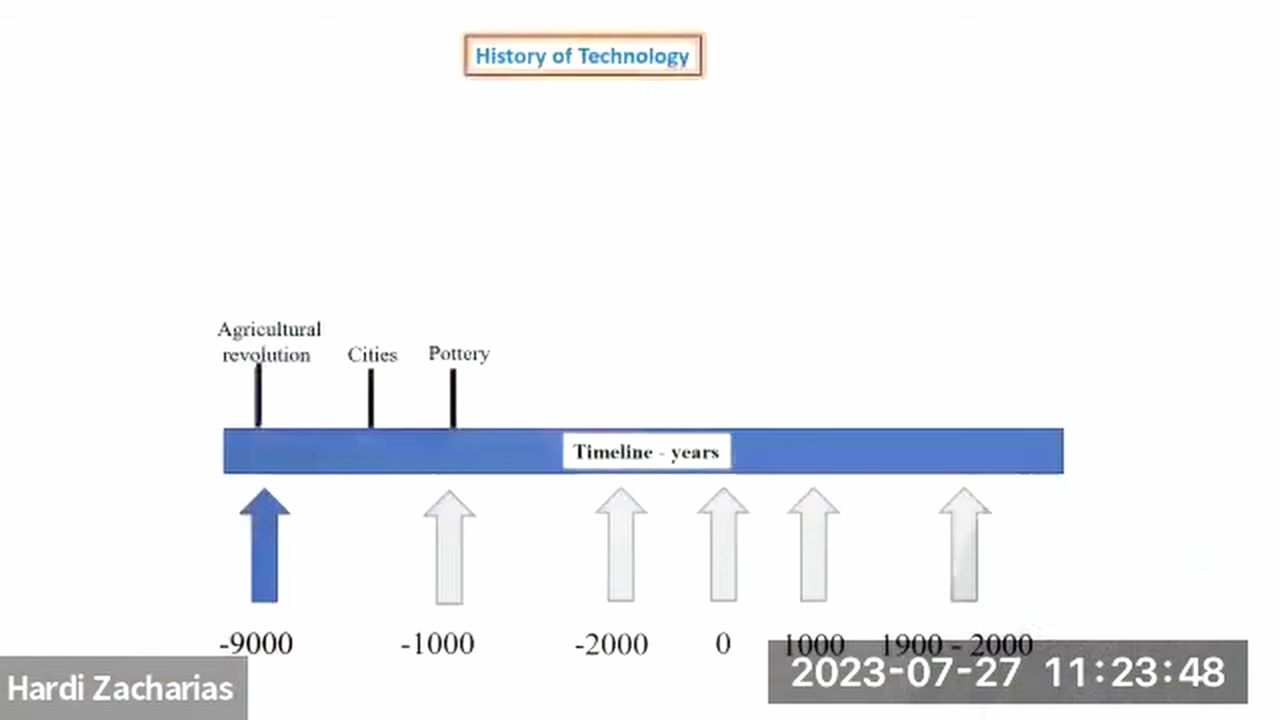 History of Technology
Agricultural
revolution
Cities
Pottery
Timeline - years
-9000
-1000
-2000
0
1000
1900 - 2000
2023-07-27 11:23:48
Hardi Zacharias